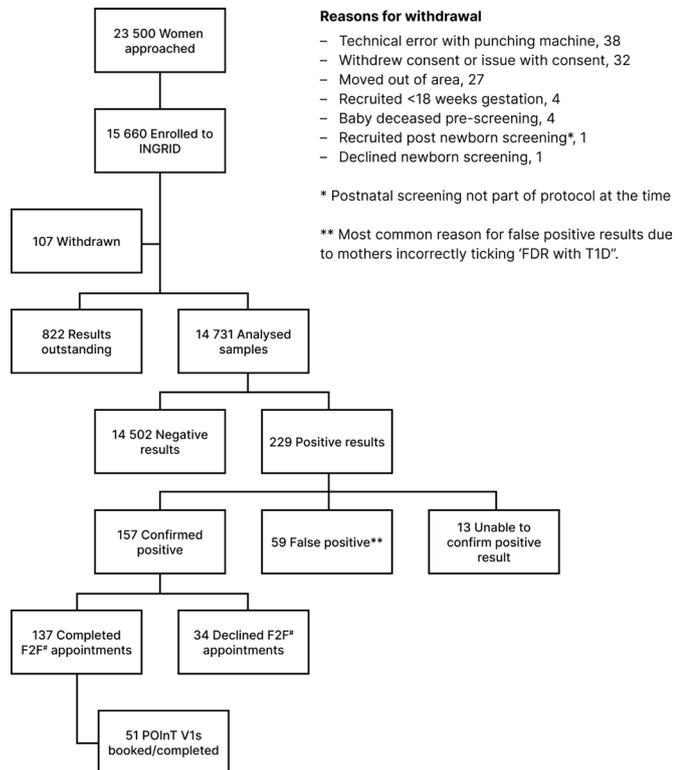 23 500 Women
approached
15 660 Enrolled to
INGRID
107 Withdrawn
822 Results
outstanding
14 731 Analysed
samples
14 502 Negative
results
229 Positive results
157 Confirmed
positive
59 False positive**
13 Unable to
confirm positive
result
137 Completed
F2F# appointments
34 Declined F2F#
appointments
51 POInT V1s
booked/completed
Reasons for withdrawal
– Technical error with punching machine, 38
– Withdrew consent or issue with consent, 32
– Moved out of area, 27
– Recruited <18 weeks gestation, 4
– Baby deceased pre-screening, 4
– Recruited post newborn screening*, 1
– Declined newborn screening, 1
* Postnatal screening not part of protocol at the time
** Most common reason for false positive results due
to mothers incorrectly ticking ‘FDR with T1D”.